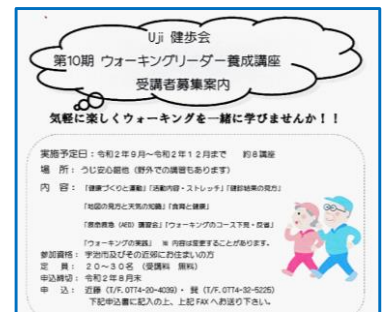 Uji 健歩会
第10期 ウォーキングリーダー養成講座
受講者募集案内
気軽に楽しくウォーキングを一緒に学びませんか！！
実施予定日：令和2年9月～令和2年12月まで 約8講座
場 所：うじ安心館他（野外での講習もあります）
内 容：「健康づくりと運動」「活動内容・ストレッチ」「健診結果の見方」
「地図の見方と天気の知識」「食育と健康」
「救急救命（AED）講習会」「ウォーキングのコース下見・反省」
「ウォーキングの実践」 ※ 内容は変更することがあります。
参加資格：宇治市及びその近郊にお住まいの方
定 員：20～30名（受講料 無料）
申込締切：令和2年8月末
申 込：近藤（T/F.0774-20-4039）・ 巽（T/F.0774-32-5225）
下記申込書に記入の上、上記FAXへお送り下さい。